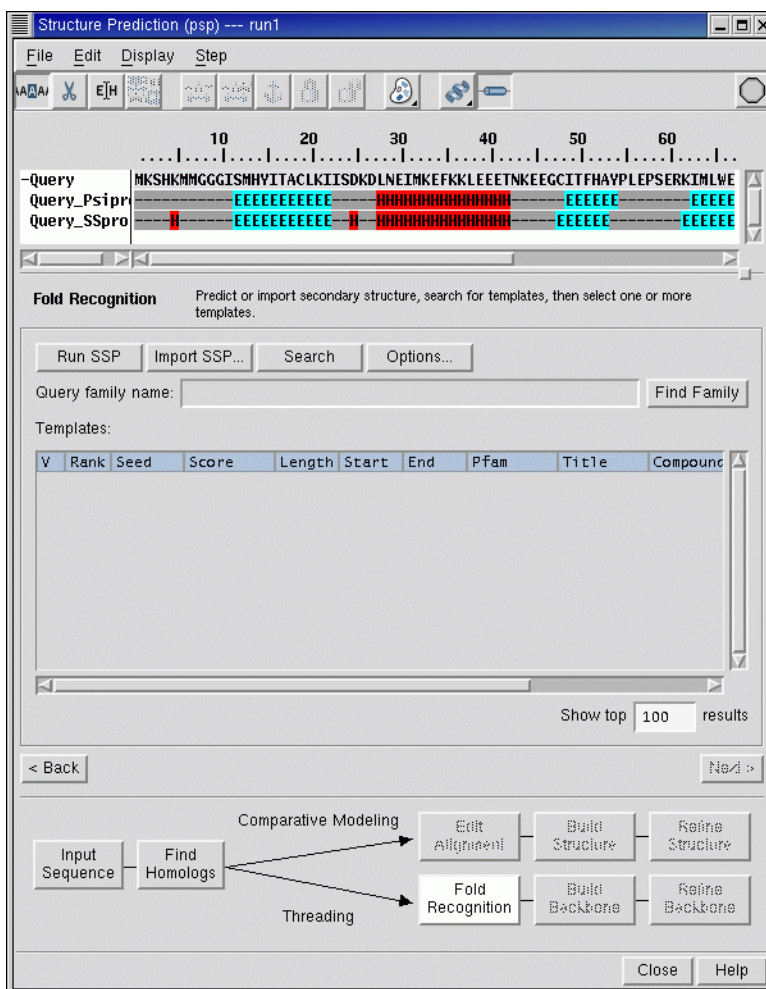 Structure Prediction (psp) --- run1
File Edit Display Step
10 20 30 40 50 60
-Query MKSHKMMGGGISMHYITACLKIISDKDLNEIMKEFKKLEEETNKEEGCITFHAYPLEPSERKIMLWE
Query_Psipr -----------EEEEEEEEEEE-----HHHHHHHHHHHHHHH------EEEEEE--------EEEEE
Query_SSpro ----H------EEEEEEEEEEE--H--HHHHHHHHHHHHHHH-----EEEEEE--------EEEEEE
Fold Recognition Predict or import secondary structure, search for templates, then select one or more
templates.
Run SSP Import SSP... Search Options...
Query family name: Find Family
Templates:
V Rank Seed Score Length Start End Pfam Title Compound
Show top 100 results
< Back Next >
Comparative Modeling
Edit Alignment Build Structure Refine Structure
Input Sequence Find Homologs
Fold Recognition Build Backbone Refine Backbone
Threading
Close Help